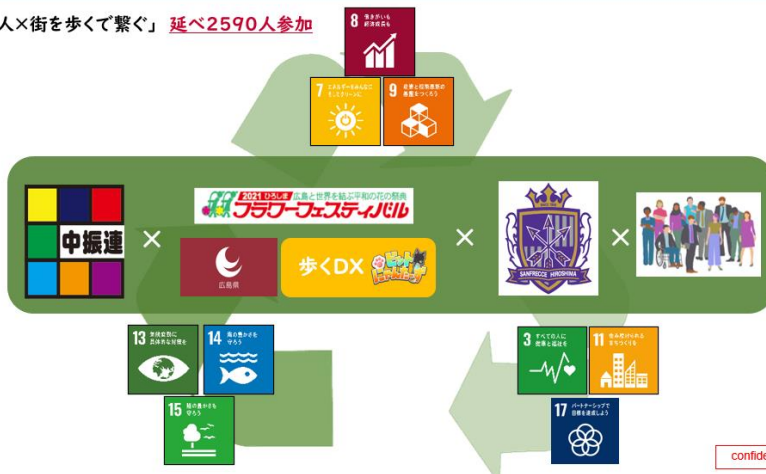 人×街を歩くで繋ぐ」 延べ2590人参加
8 働きがいも
経済成長も
7 エネルギーをみんなに
そしてクリーンに
9 産業と技術革新の
基盤をつくろう
中振連
×
2021 ひろしま 広島と世界を結ぶ平和の花の祭典
フラワーフェスティバル
広島県
歩くDX
×
SANFRECCE HIROSHIMA
×
13 気候変動に
具体的な対策を
14 海の豊かさを
守ろう
15 陸の豊かさも
守ろう
3 すべての人に
健康と福祉を
11 住み続けられる
まちづくりを
17 パートナーシップで
目標を達成しよう
confide